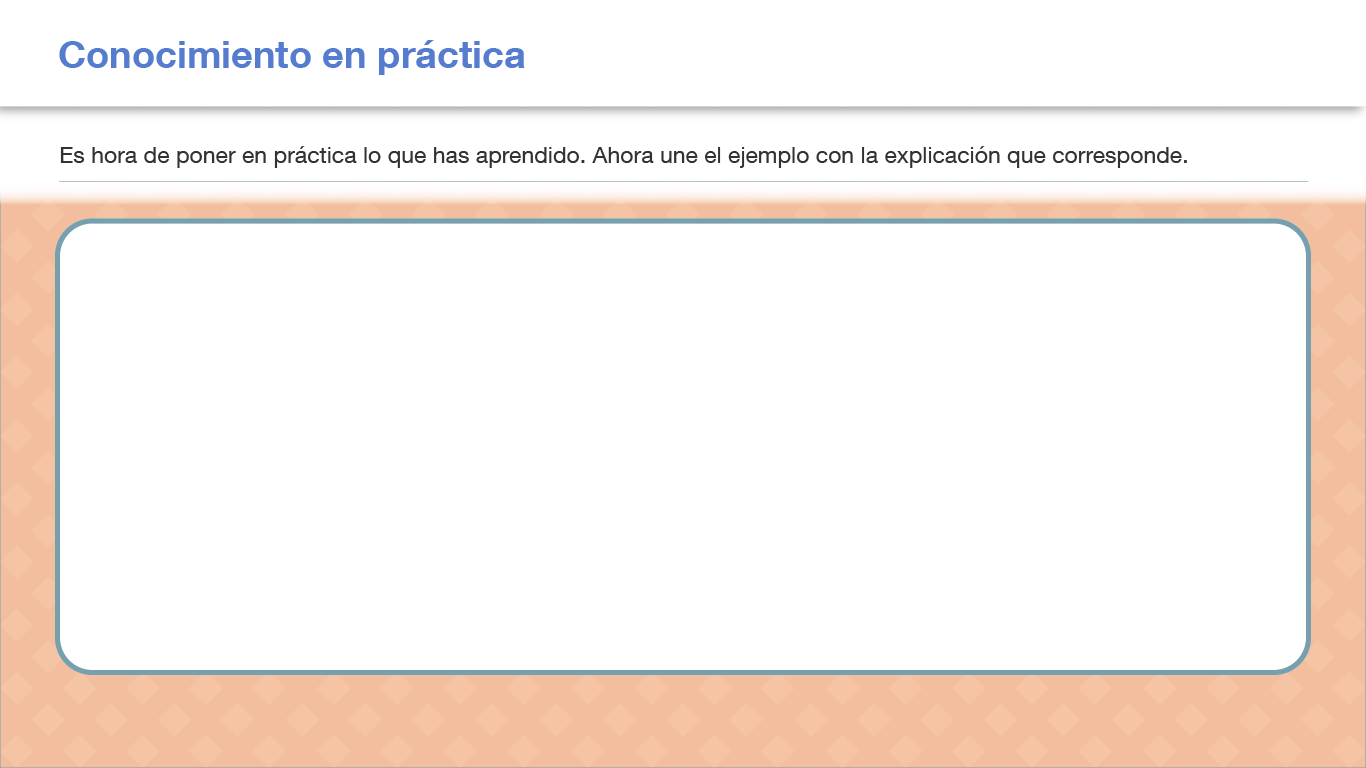 Conocimiento en práctica
Es hora de poner en práctica lo que has aprendido. Ahora une el ejemplo con la explicación que corresponde.